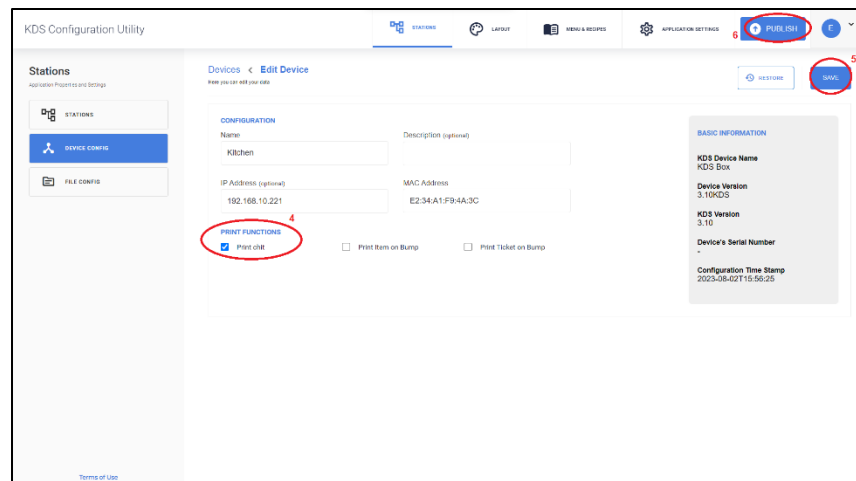 KDS Configuration Utility
STATIONS
LAYOUT
MENU & RECIPES
APPLICATION SETTINGS
6
PUBLISH
E
Stations
Application Properties and Settings
STATIONS
DEVICE CONFIG
FILE CONFIG
Terms of Use
Devices < Edit Device
Here you can edit your data
RESTORE
5
SAVE
CONFIGURATION
Name
Description (optional)
Kitchen
IP Address (optional)
MAC Address
192.168.10.221
E2:34:A1:F9:4A:3C
4
PRINT FUNCTIONS
Print chit
Print Item on Bump
Print Ticket on Bump
BASIC INFORMATION
KDS Device Name
KDS Box
Device Version
3.10KDS
KDS Version
3.10
Device's Serial Number
-
Configuration Time Stamp
2023-08-02T15:56:25